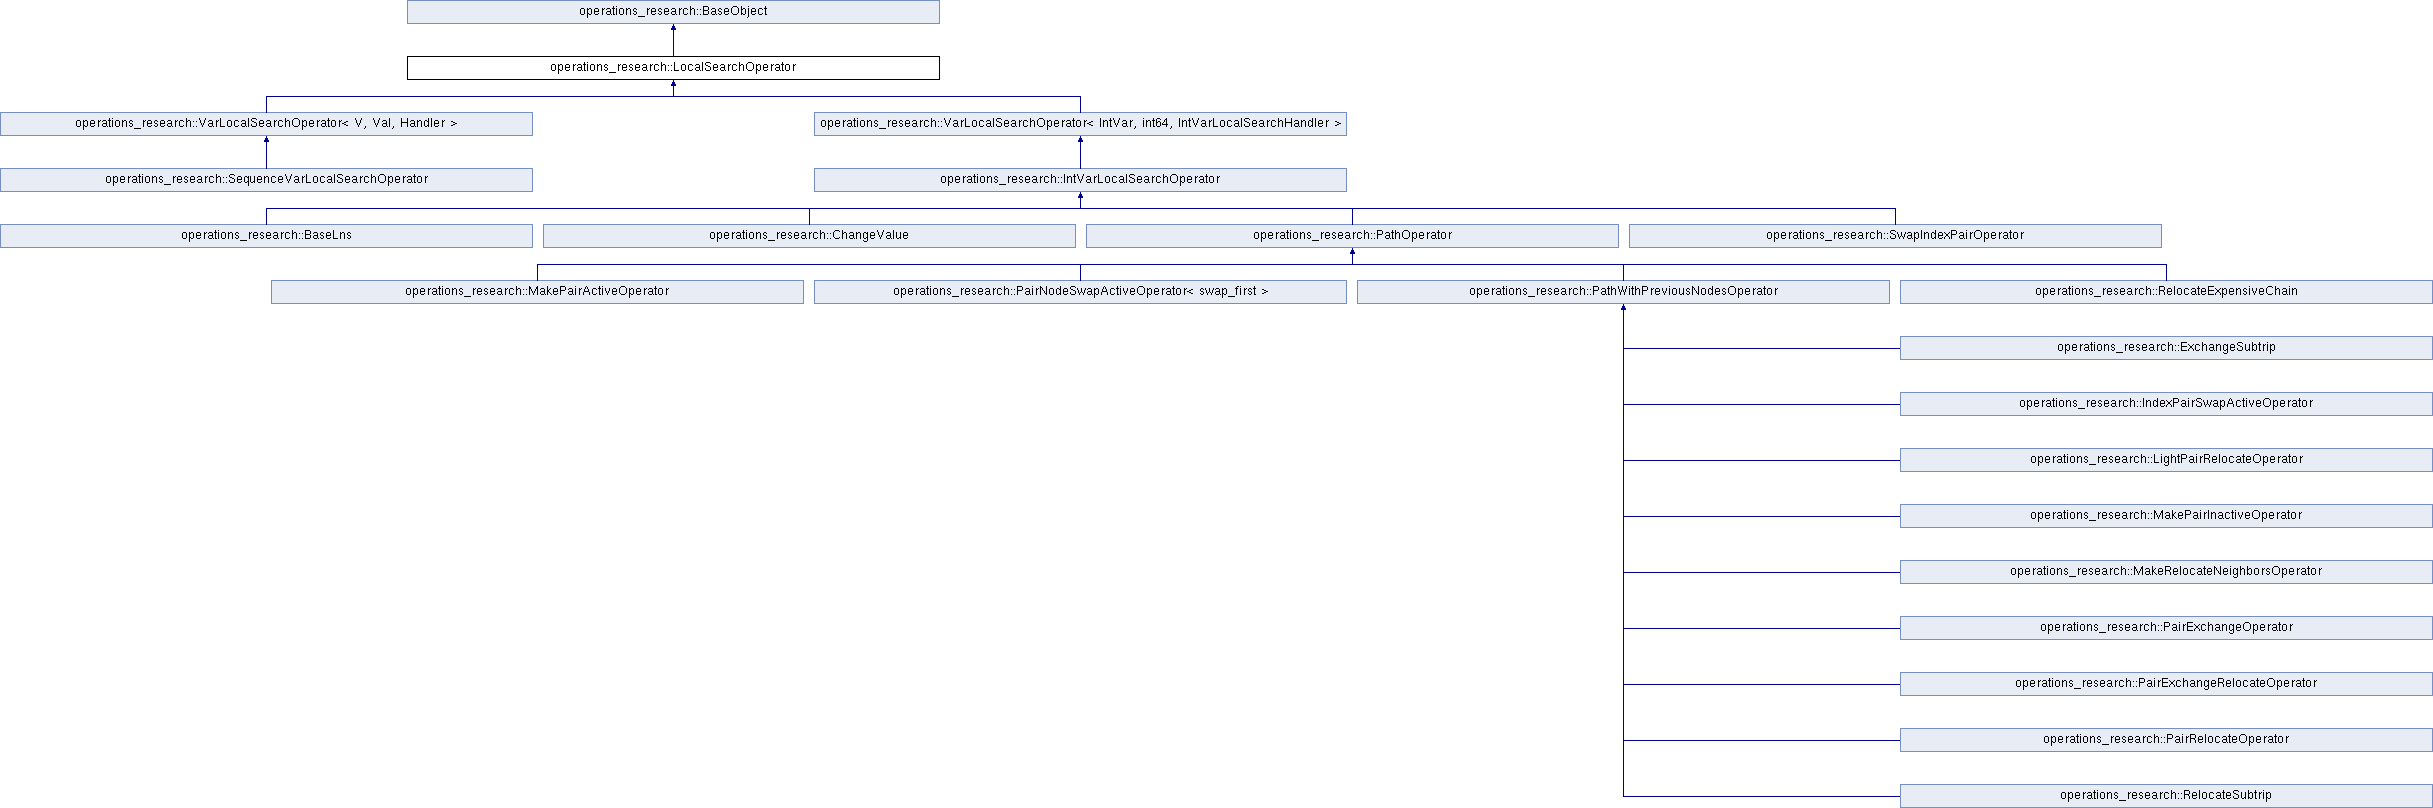 operations_research::BaseObject
operations_research::LocalSearchOperator
operations_research::VarLocalSearchOperator< V, Val, Handler >
operations_research::VarLocalSearchOperator< IntVar, int64, IntVarLocalSearchHandler >
operations_research::SequenceVarLocalSearchOperator
operations_research::IntVarLocalSearchOperator
operations_research::BaseLns
operations_research::ChangeValue
operations_research::PathOperator
operations_research::SwapIndexPairOperator
operations_research::MakePairActiveOperator
operations_research::PairNodeSwapActiveOperator< swap_first >
operations_research::PathWithPreviousNodesOperator
operations_research::RelocateExpensiveChain
operations_research::ExchangeSubtrip
operations_research::IndexPairSwapActiveOperator
operations_research::LightPairRelocateOperator
operations_research::MakePairInactiveOperator
operations_research::MakeRelocateNeighborsOperator
operations_research::PairExchangeOperator
operations_research::PairExchangeRelocateOperator
operations_research::PairRelocateOperator
operations_research::RelocateSubtrip